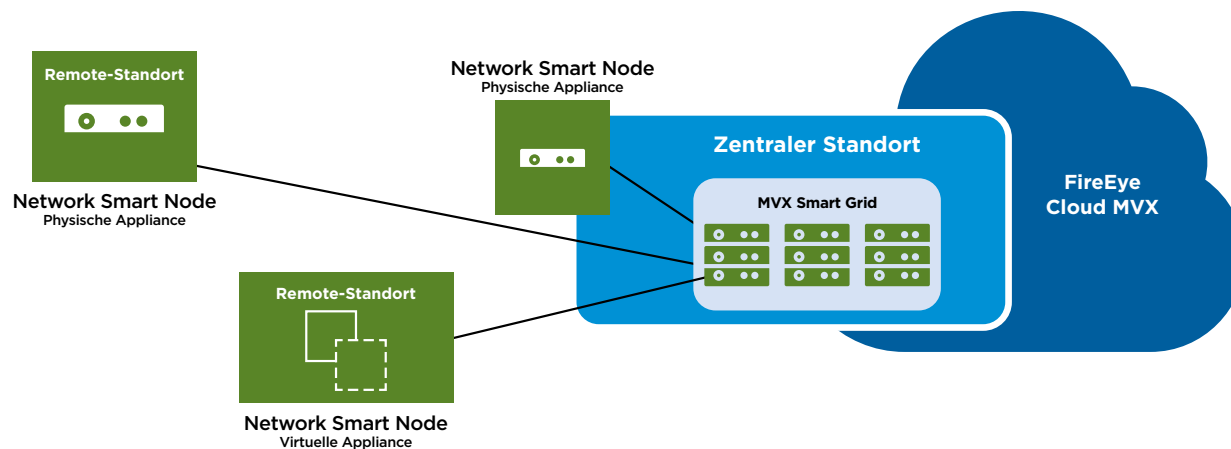 Remote-Standort
Network Smart Node
Physische Appliance
Network Smart Node
Physische Appliance
Zentraler Standort
MVX Smart Grid
FireEye
Cloud MVX
Remote-Standort
Network Smart Node
Virtuelle Appliance